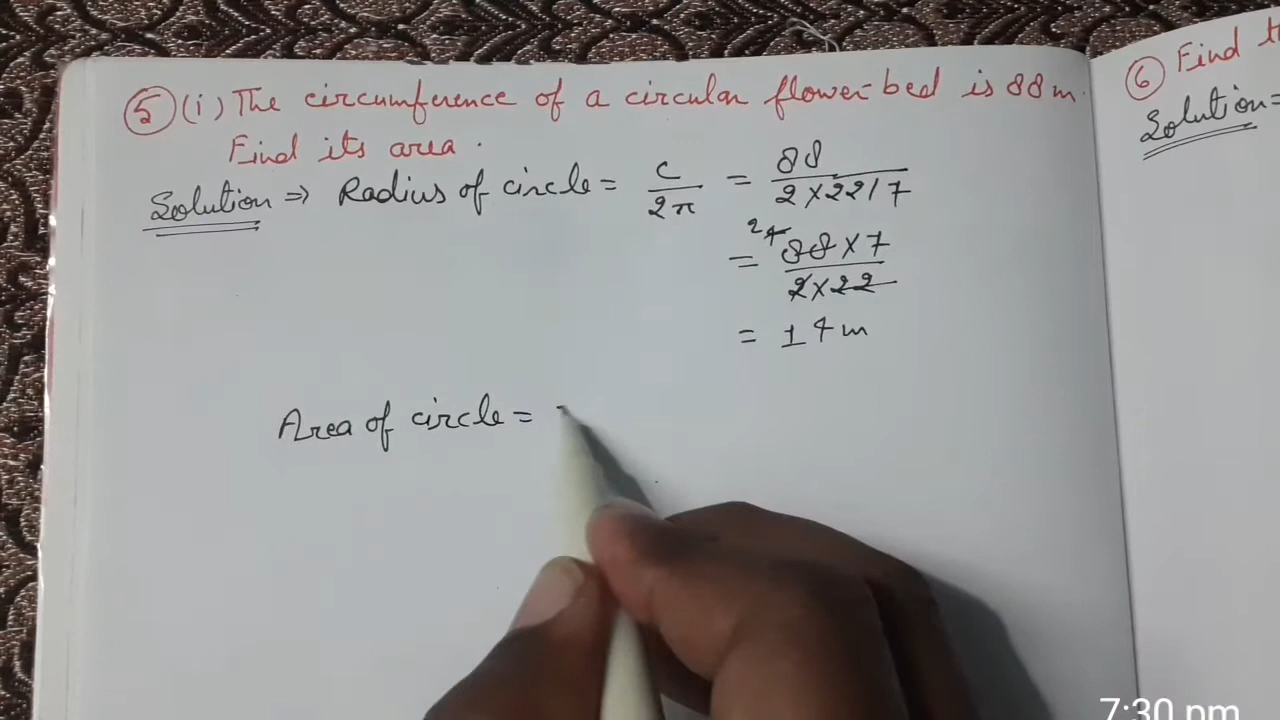 5 (i) The circumference of a circular flower-bed is 88 m.
Find its area.
Solution ⇒ Radius of circle = C/2π = 88/2×22/7
= 24 88×7/2×22
= 14 m
Area of circle =
6 Find
Solution =
7:30 pm